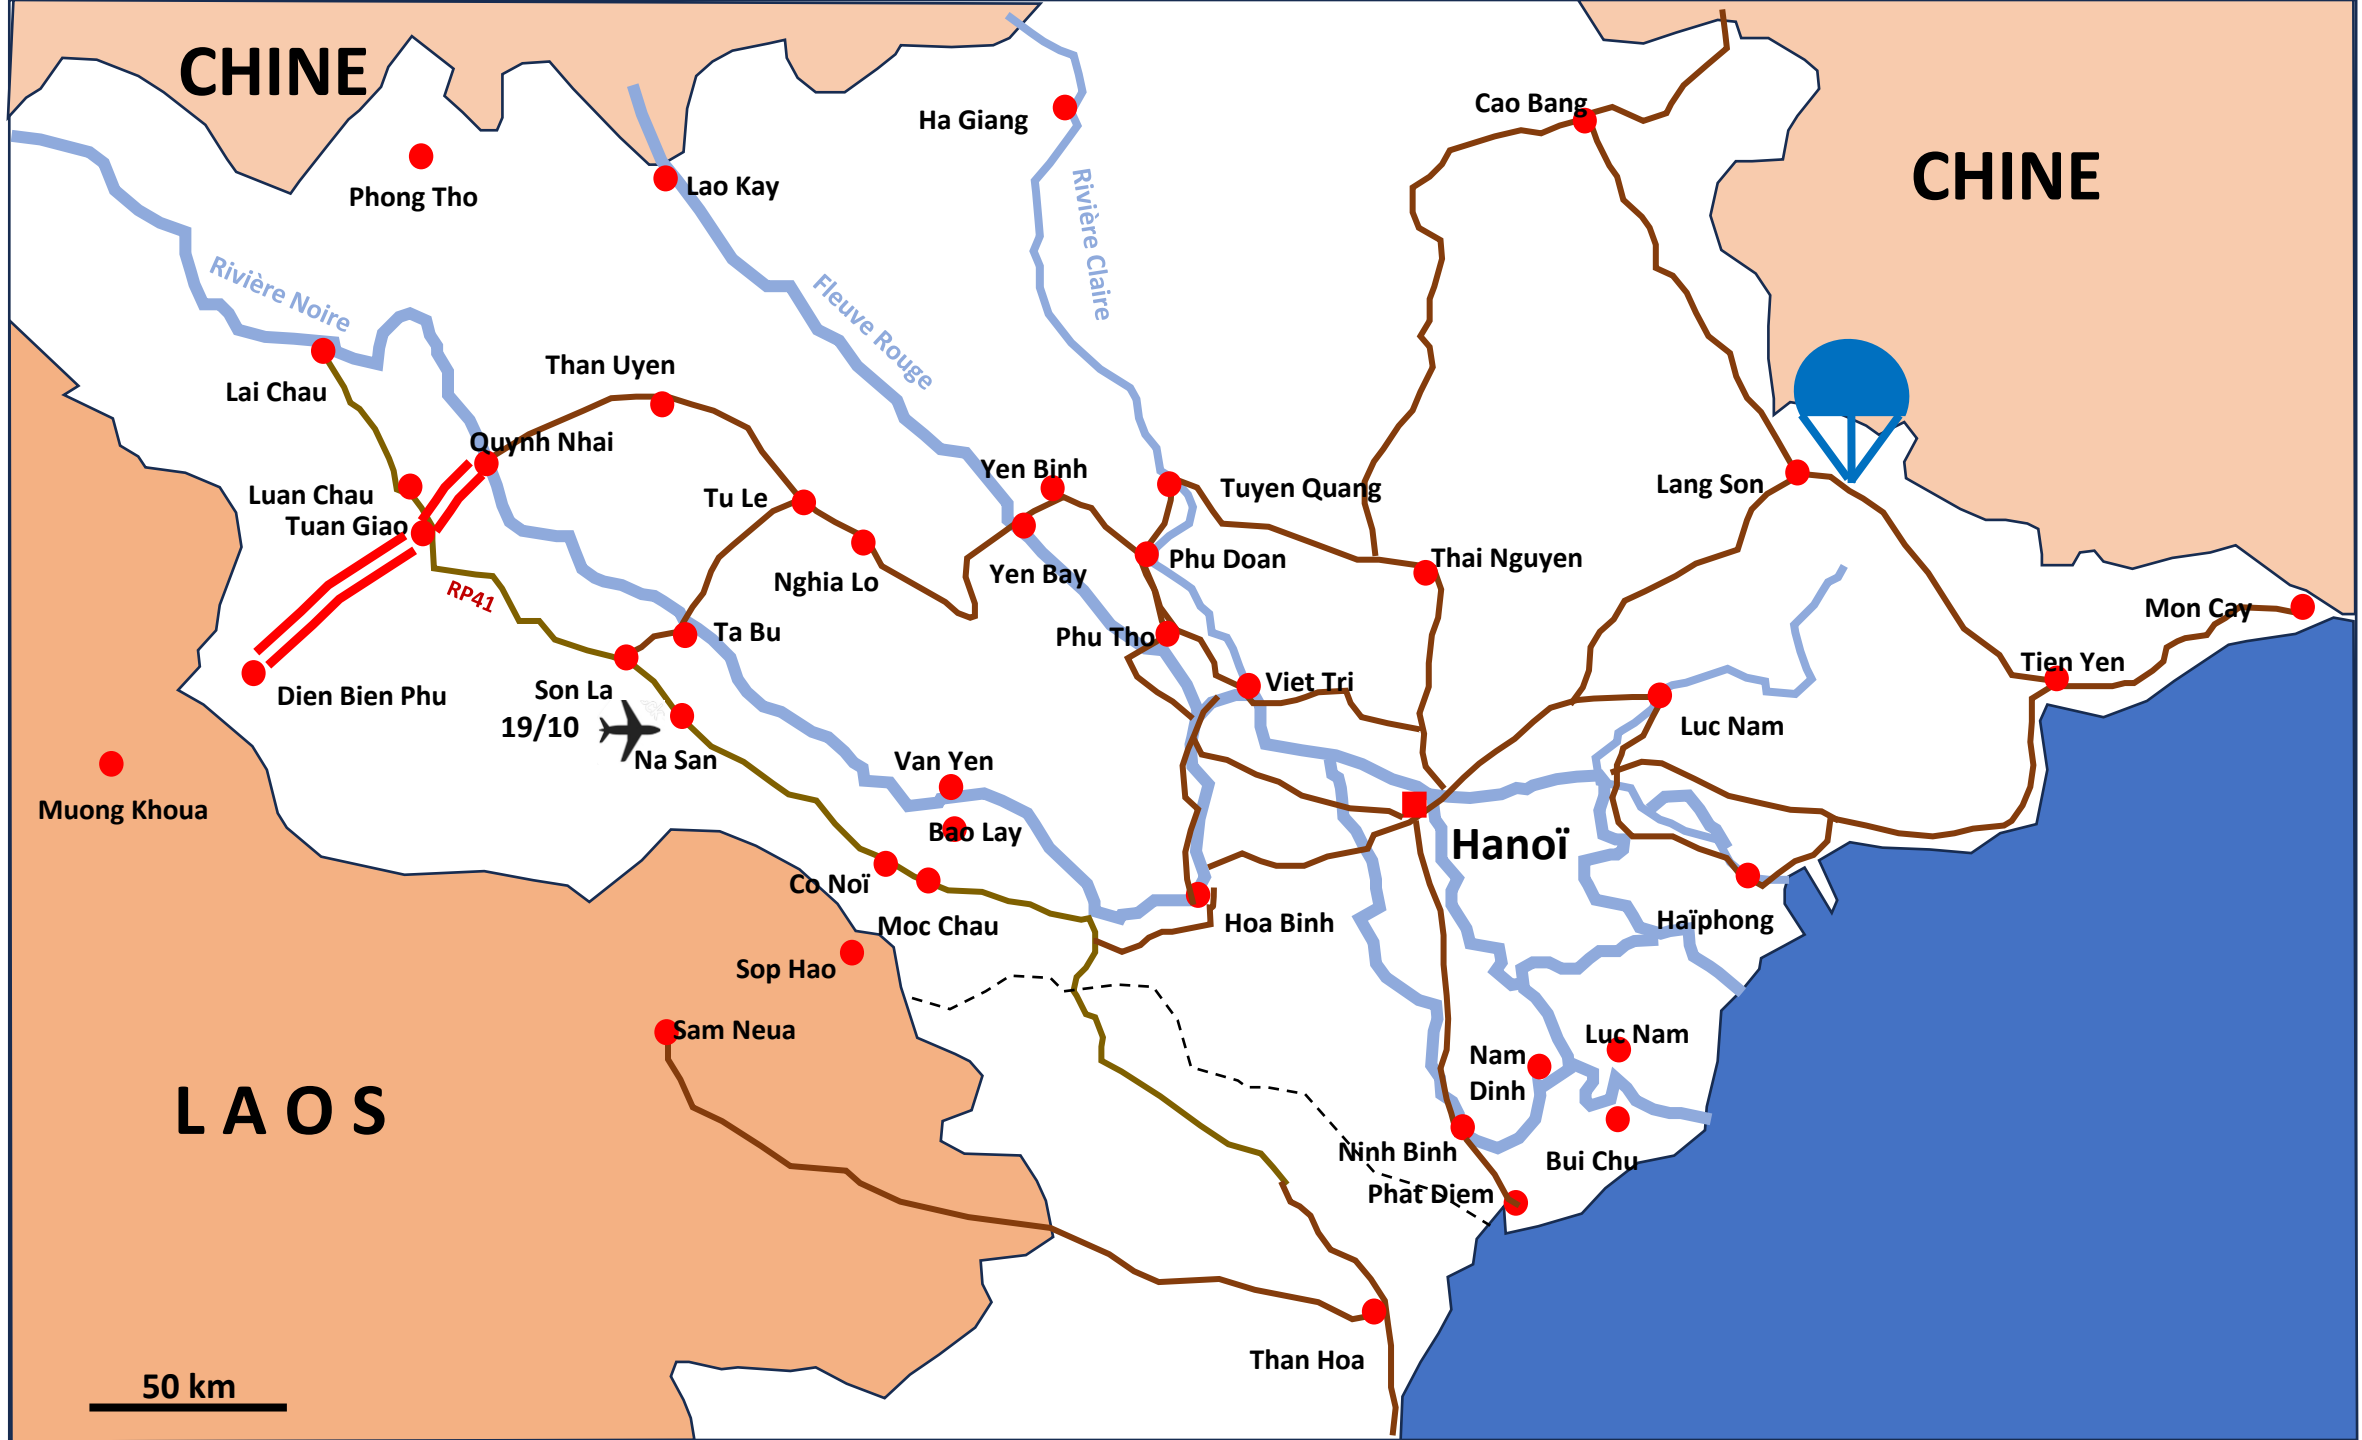 CHINE
Cao Bang
Ha Giang
CHINE
Phong Tho
Lao Kay
Rivière Claire
Rivière Noire
Fleuve Rouge
Than Uyen
Lai Chau
Quynh Nhai
Yen Binh
Tuyen Quang
Lang Son
Luan Chau
Tu Le
Tuan Giao
Phu Doan
Thai Nguyen
Nghia Lo
Yen Bay
RP41
Mon Cay
Ta Bu
Phu Tho
Tien Yen
Viet Tri
Dien Bien Phu
Son La
19/10
Luc Nam
Na San
Van Yen
Muong Khoua
Bao Lay
Hanoï
Co Noï
Moc Chau
Hoa Binh
Haïphong
Sop Hao
Sam Neua
Luc Nam
Nam
Dinh
LAOS
Ninh Binh
Bui Chu
Phat Diem
Than Hoa
50 km